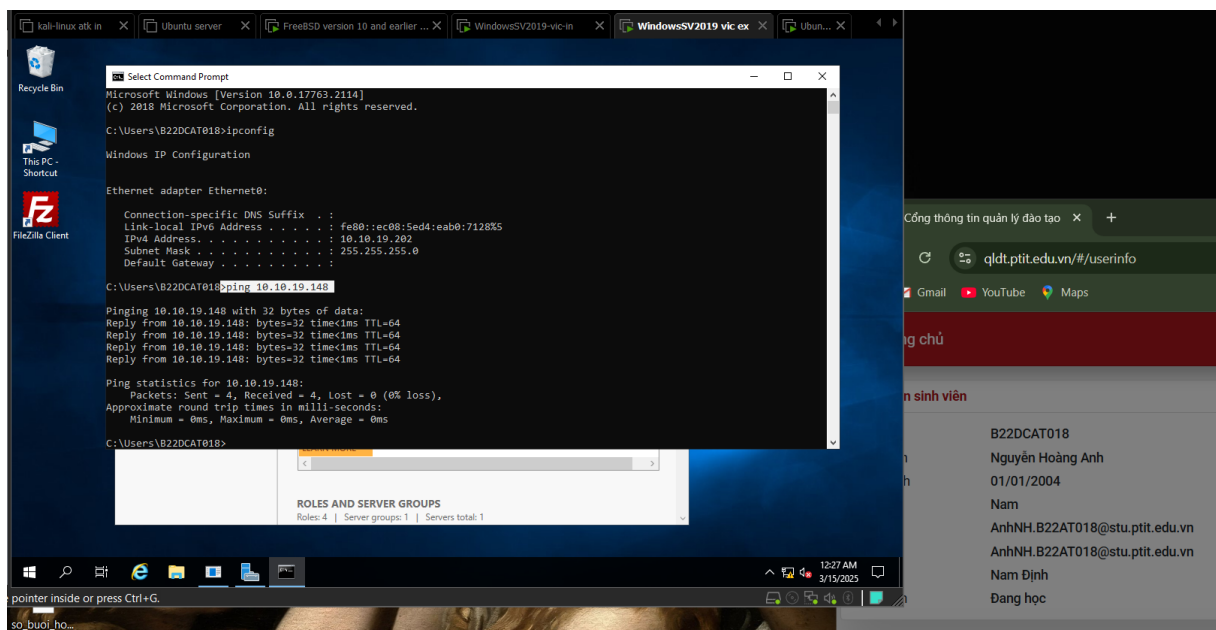 kali-linux atk in
Ubuntu server
FreeBSD version 10 and earlier ...
WindowsSV2019-vic-in
WindowsSV2019 vic ex
Ubun...
Recycle Bin
This PC -
Shortcut
FileZilla Client
Select Command Prompt
Microsoft Windows [Version 10.0.17763.2114]
(c) 2018 Microsoft Corporation. All rights reserved.
C:\Users\B22DCAT018>ipconfig
Windows IP Configuration
Ethernet adapter Ethernet0:
Connection-specific DNS Suffix . :
Link-local IPv6 Address . . . . . : fe80::ec08:5ed4:eab0:7128%5
IPv4 Address. . . . . . . . . . . : 10.10.19.202
Subnet Mask . . . . . . . . . . . : 255.255.255.0
Default Gateway . . . . . . . . . :
C:\Users\B22DCAT018>ping 10.10.19.148
Pinging 10.10.19.148 with 32 bytes of data:
Reply from 10.10.19.148: bytes=32 time<1ms TTL=64
Reply from 10.10.19.148: bytes=32 time<1ms TTL=64
Reply from 10.10.19.148: bytes=32 time<1ms TTL=64
Reply from 10.10.19.148: bytes=32 time<1ms TTL=64
Ping statistics for 10.10.19.148:
Packets: Sent = 4, Received = 4, Lost = 0 (0% loss),
Approximate round trip times in milli-seconds:
Minimum = 0ms, Maximum = 0ms, Average = 0ms
C:\Users\B22DCAT018>
ROLES AND SERVER GROUPS
Roles: 4 | Server groups: 1 | Servers total: 1
12:27 AM
3/15/2025
pointer inside or press Ctrl+G.
so_buoi_ho...
Cổng thông tin quản lý đào tạo
qldt.ptit.edu.vn/#/userinfo
Gmail
YouTube
Maps
chủ
sinh viên
B22DCAT018
Nguyễn Hoàng Anh
01/01/2004
Nam
AnhNH.B22AT018@stu.ptit.edu.vn
AnhNH.B22AT018@stu.ptit.edu.vn
Nam Định
Đang học